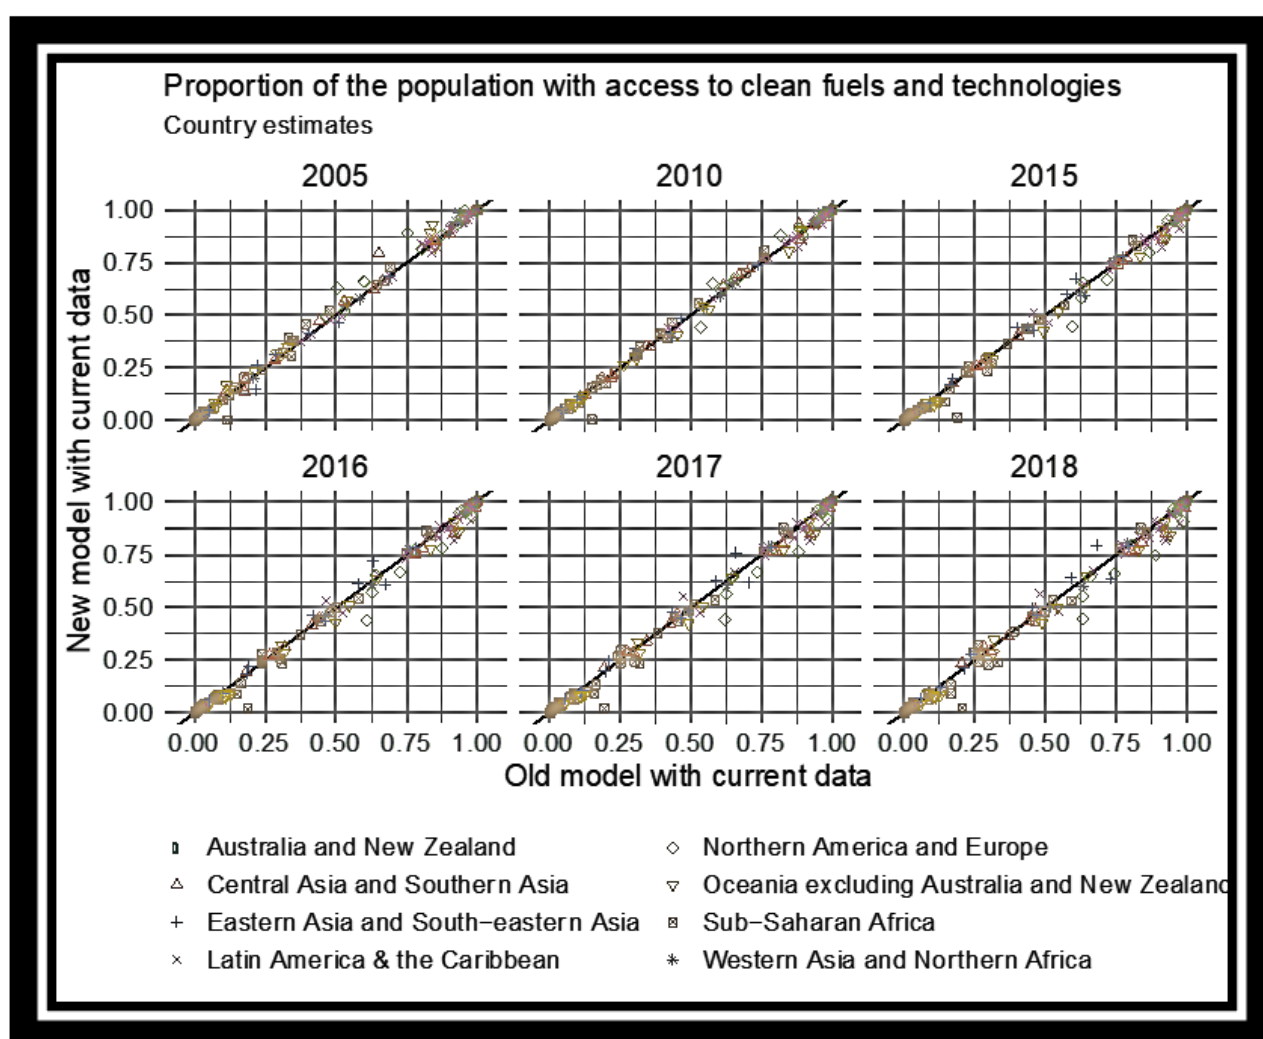 Proportion of the population with access to clean fuels and technologies
Country estimates
2005 2010 2015
1.00
0.75
0.50
0.25
0.00
2016 2017 2018
1.00
0.75
0.50
0.25
0.00
0.00 0.25 0.50 0.75 1.00 0.00 0.25 0.50 0.75 1.00 0.00 0.25 0.50 0.75 1.00
New model with current data
Old model with current data
Australia and New Zealand
Central Asia and Southern Asia
Eastern Asia and South−eastern Asia
Latin America & the Caribbean
Northern America and Europe
Oceania excluding Australia and New Zealand
Sub−Saharan Africa
Western Asia and Northern Africa